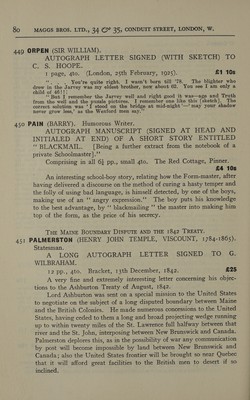 80 MAGGS BROS. LTD., 34 & 35, CONDUIT STREET, LONDON, W.
449 ORPEN (SIR WILLIAM).
AUTOGRAPH LETTER SIGNED (WITH SKETCH) TO
C. S. HOOPE.
1 page, 4to. (London, 25th February, 1925). £1 10s
". . . You're quite right, I wasn't born till '78. The blighter who
drew in the Jarvey was my eldest brother, now about 62. You see I am only a
child of 46!!!
"But I remember the Jarvey well and right good it was—age and Truth
from the wall and the goozle pictures. I remember one like this [sketch]. The
correct solution was 'I stood on the bridge at mid-night'—'may your shadow
never grow less,' as the Westford men say."
450 PAIN (BARRY). Humorous Writer.
AUTOGRAPH MANUSCRIPT (SIGNED AT HEAD AND
INITIALED AT END) OF A SHORT STORY ENTITLED
"BLACKMAIL. [Being a further extract from the notebook of a
private Schoolmaster]."
Comprising in all 6½ pp., small 4to. The Red Cottage, Pinner.
£4 10s
An interesting school-boy story, relating how the Form-master, after
having delivered a discourse on the method of curing a hasty temper and
the folly of using bad language, is himself detected, by one of the boys,
making use of an "angry expression." The boy puts his knowledge
to the best advantage, by "blackmailing" the master into making him
top of the form, as the price of his secrecy.
THE MAINE BOUNDARY DISPUTE AND THE 1842 TREATY.
451 PALMERSTON (HENRY JOHN TEMPLE, VISCOUNT, 1784-1865).
Statesman.
A LONG AUTOGRAPH LETTER SIGNED TO G.
WILBRAHAM.
12 pp., 4to. Bracket, 13th December, 1842. £25
A very fine and extremely interesting letter concerning his objec-
tions to the Ashburton Treaty of August, 1842.
Lord Ashburton was sent on a special mission to the United States
to negotiate on the subject of a long disputed boundary between Maine
and the British Colonies. He made numerous concessions to the United
States, having ceded to them a long and broad projecting wedge running
up to within twenty miles of the St. Lawrence full halfway between that
river and the St. John, interposing between New Brunswick and Canada.
Palmerston deplores this, as in the possibility of war any communication
by post will become impossible by land between New Brunswick and
Canada; also the United States frontier will be brought so near Quebec
that it will afford great facilities to the British men to desert if so
inclined.